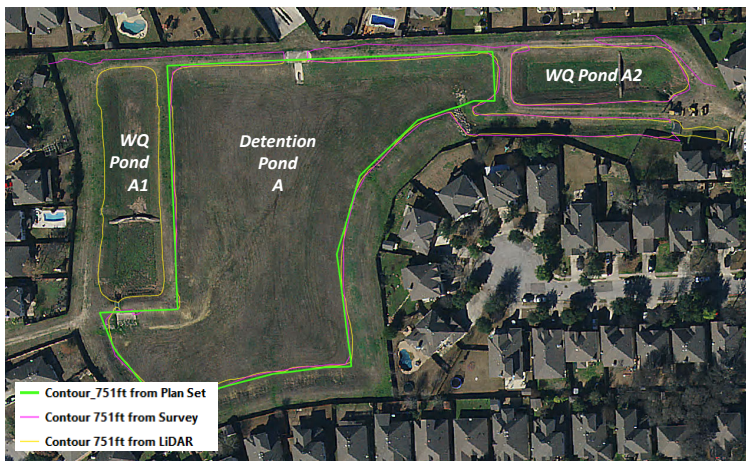 WQ Pond A2
WQ
Pond
A1
Detention
Pond
A
Contour_751ft from Plan Set
Contour 751ft from Survey
Contour 751ft from LiDAR